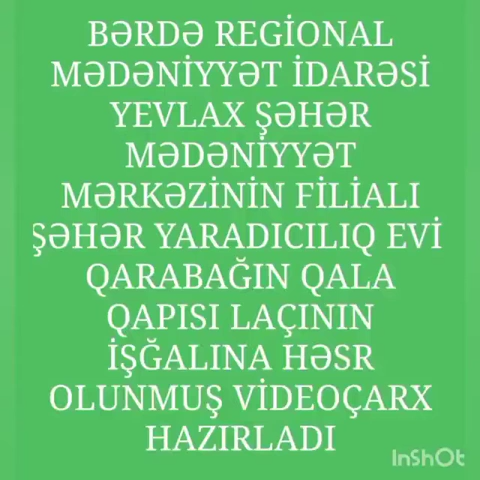 BƏRDƏ REGİONAL
MƏDƏNİYYƏT İDARƏSİ
YEVLAX ŞƏHƏR
MƏDƏNİYYƏT
MƏRKƏZİNİN FİLİALI
ŞƏHƏR YARADICILIQ EVİ
QARABAĞIN QALA
QAPISI LAÇININ
İŞĞALINA HƏSR
OLUNMUŞ VİDEOÇARX
HAZIRLADI
InShOt